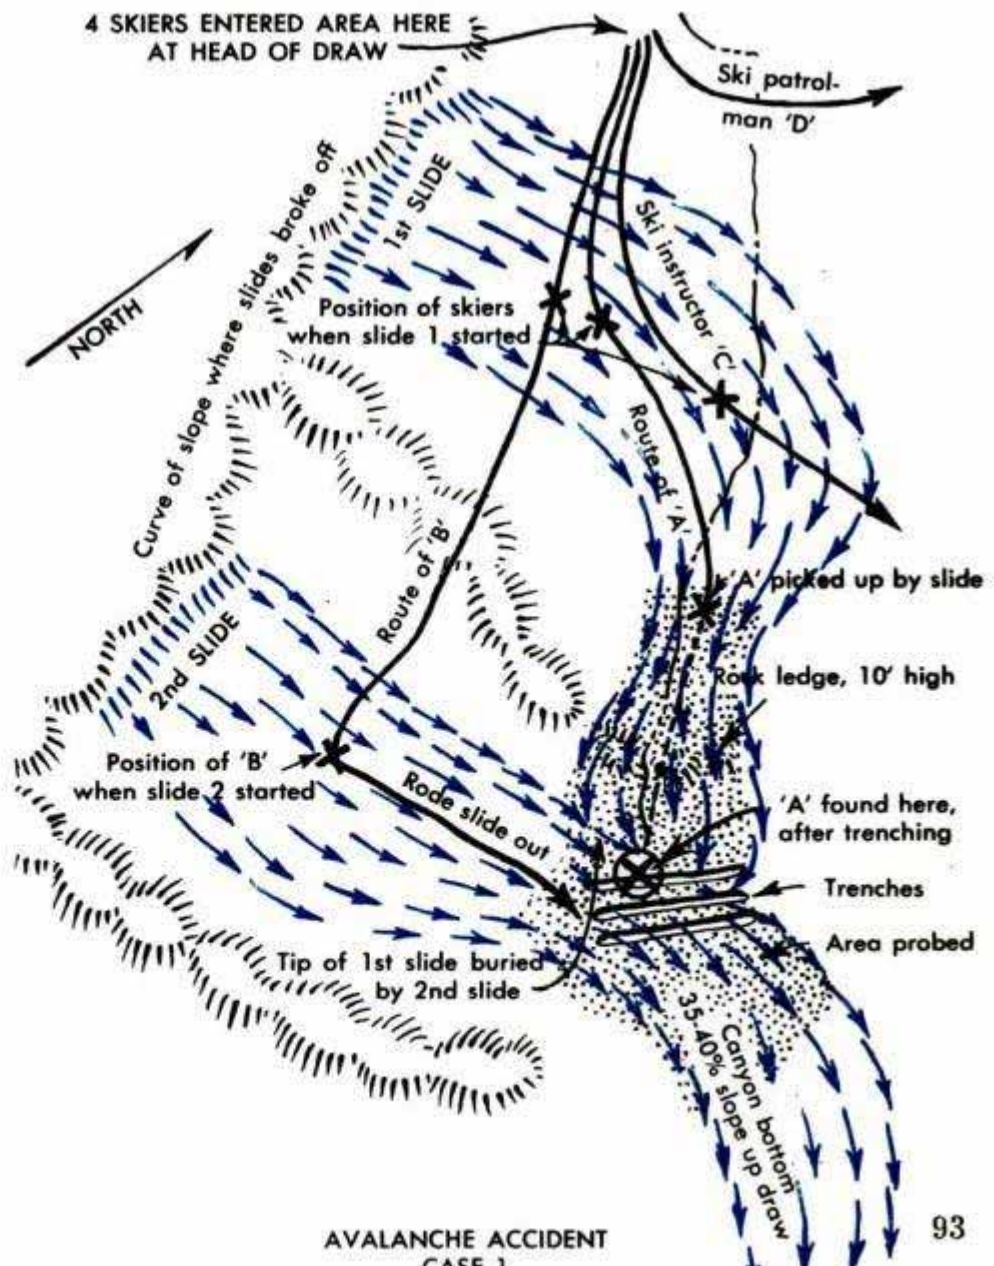 4 SKIERS ENTERED AREA HERE
AT HEAD OF DRAW
Ski patrol-
man 'D'
Curve of slope where slides broke off
1st SLIDE
NORTH
Ski instructor 'C'
Position of skiers
when slide 1 started
Route of 'A'
Route of 'B'
'A' picked up by slide
2nd SLIDE
Rock ledge, 10' high
Position of 'B'
when slide 2 started
Rode slide out
'A' found here,
after trenching
Trenches
Area probed
Tip of 1st slide buried
by 2nd slide
Canyon bottom
35-40% slope up draw
93
AVALANCHE ACCIDENT
CASE 1